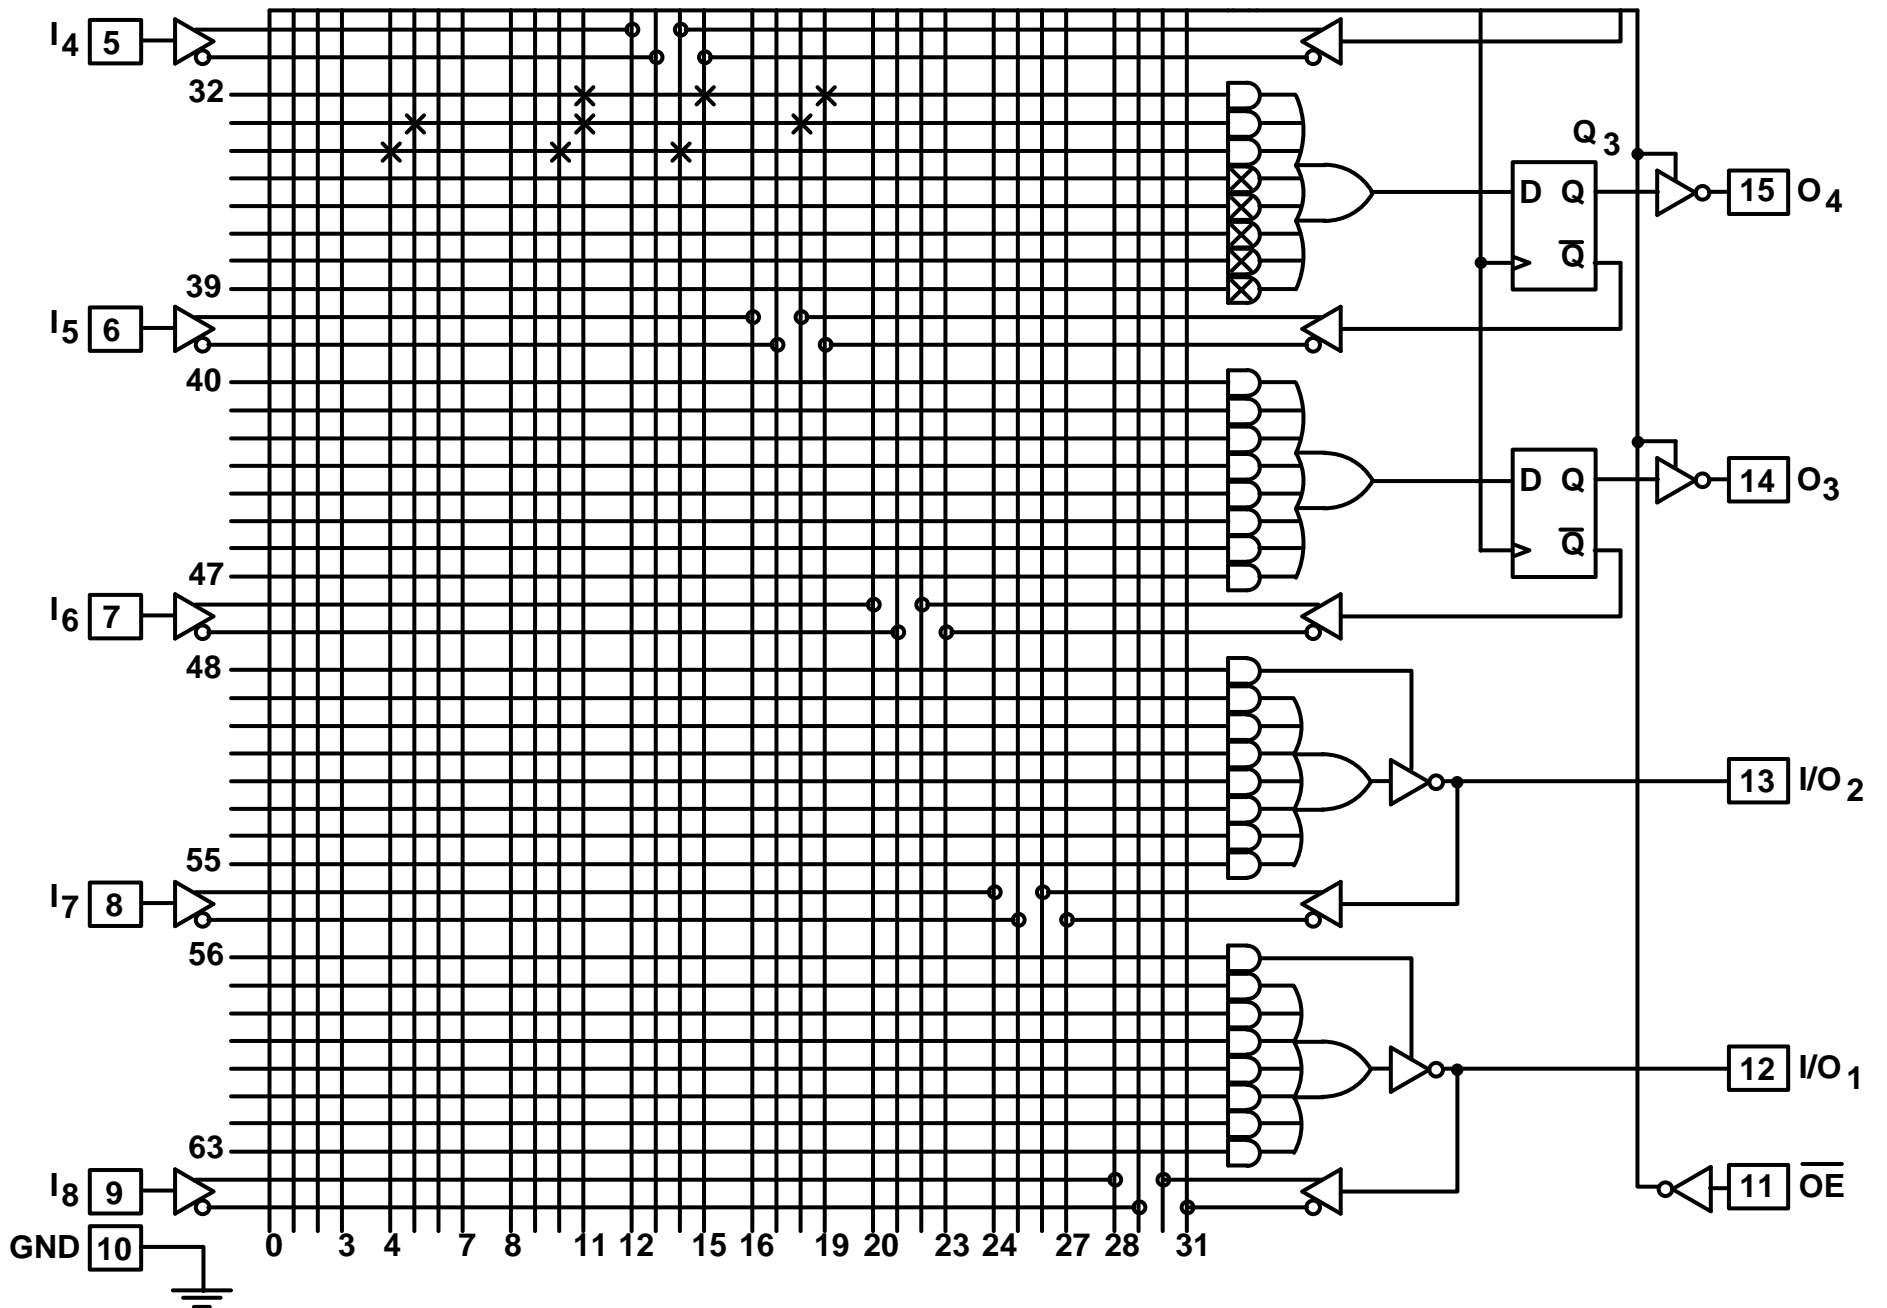 I4 5
32
Q3
D Q
15 O4
Q̅
39
I5 6
40
D Q
14 O3
Q̅
47
I6 7
48
13 I/O2
55
I7 8
56
12 I/O1
63
I8 9
11 O̅E̅
GND 10
0 3 4 7 8 11 12 15 16 19 20 23 24 27 28 31